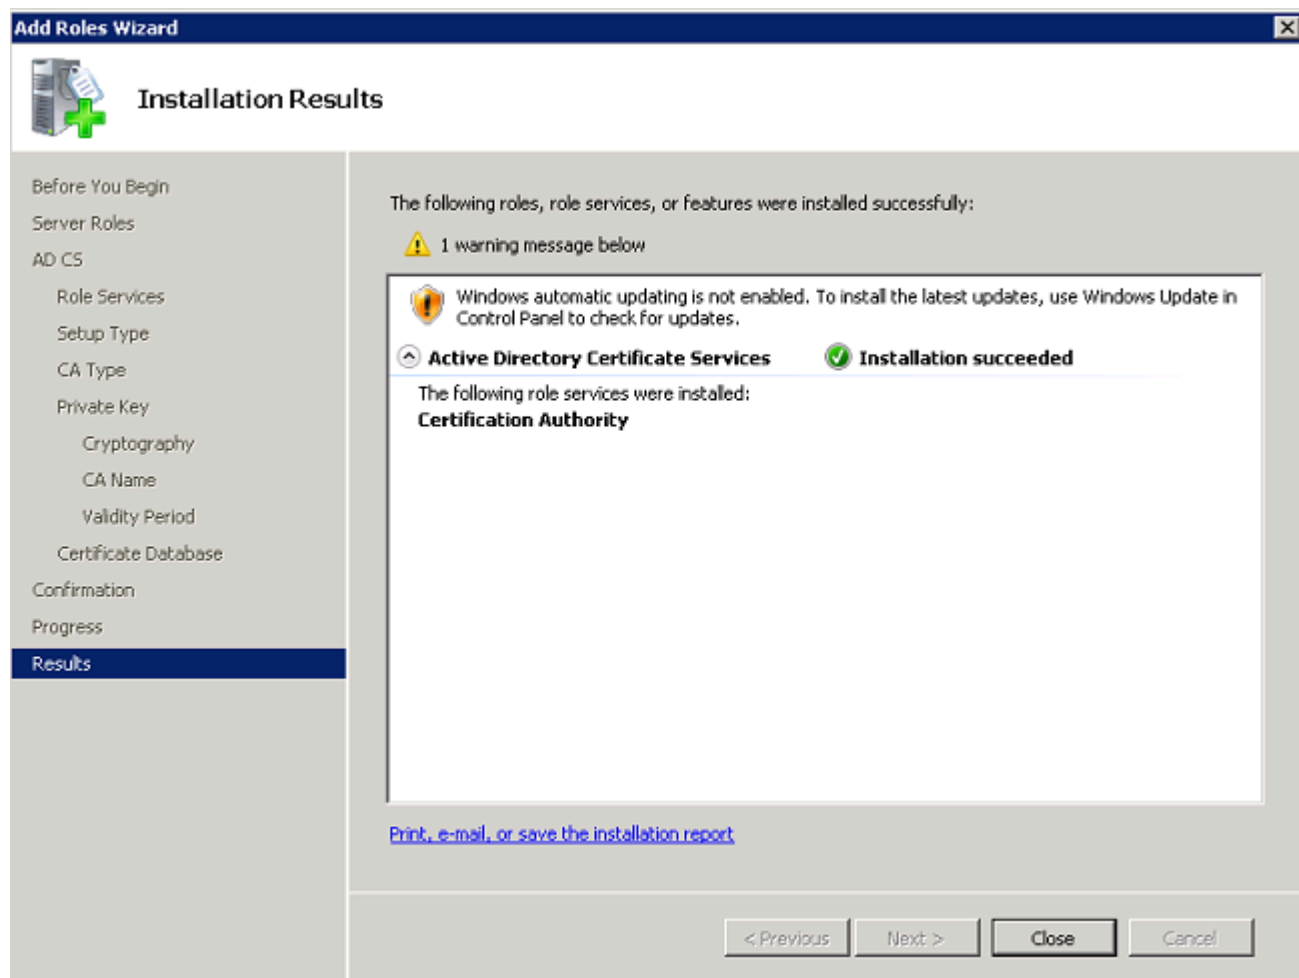 Add Roles Wizard
Installation Results
Before You Begin
Server Roles
AD CS
Role Services
Setup Type
CA Type
Private Key
Cryptography
CA Name
Validity Period
Certificate Database
Confirmation
Progress
Results
The following roles, role services, or features were installed successfully:
1 warning message below
Windows automatic updating is not enabled. To install the latest updates, use Windows Update in
Control Panel to check for updates.
Active Directory Certificate Services Installation succeeded
The following role services were installed:
Certification Authority
Print, e-mail, or save the installation report
< Previous Next > Close Cancel